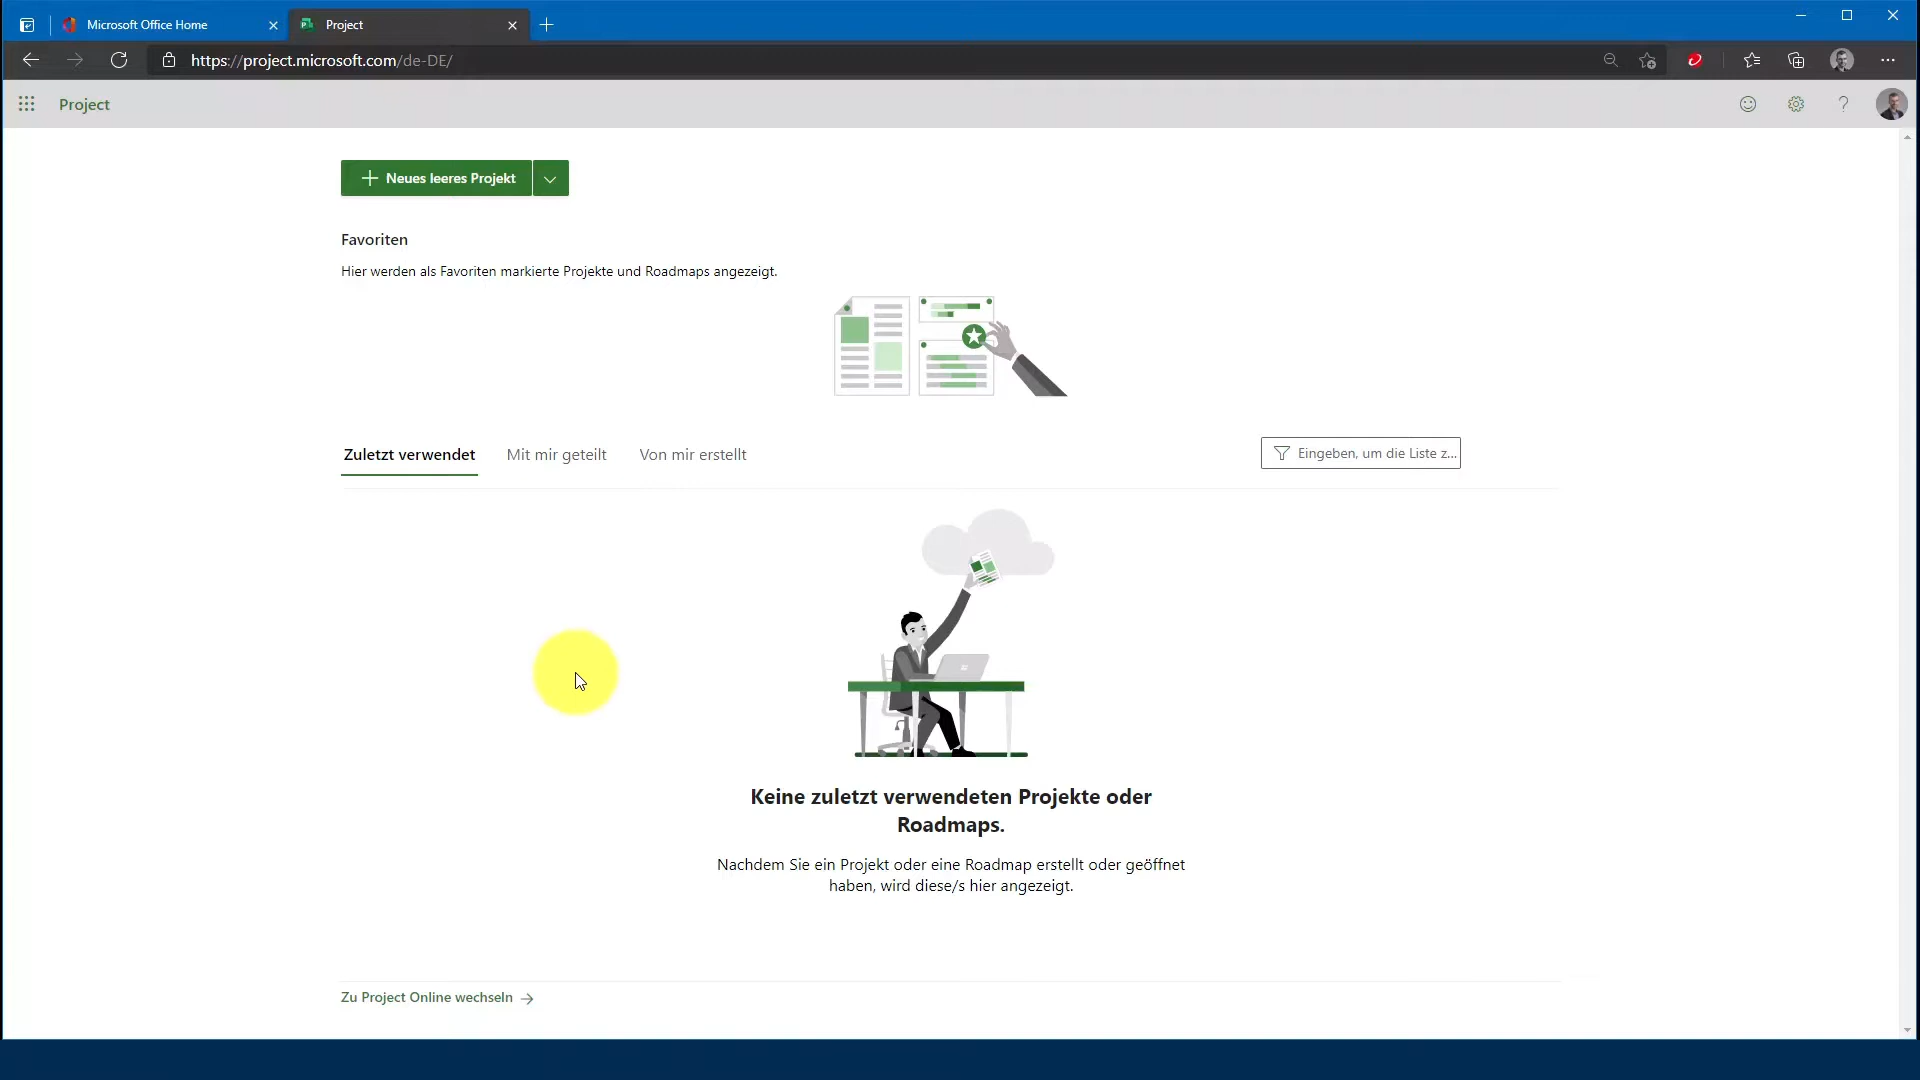 Microsoft Office Home
Project
https://project.microsoft.com/de-DE/
Project
Neues leeres Projekt
Favoriten
Hier werden als Favoriten markierte Projekte und Roadmaps angezeigt.
Zuletzt verwendet
Mit mir geteilt
Von mir erstellt
Eingeben, um die Liste z...
Keine zuletzt verwendeten Projekte oder
Roadmaps.
Nachdem Sie ein Projekt oder eine Roadmap erstellt oder geöffnet
haben, wird diese/s hier angezeigt.
Zu Project Online wechseln